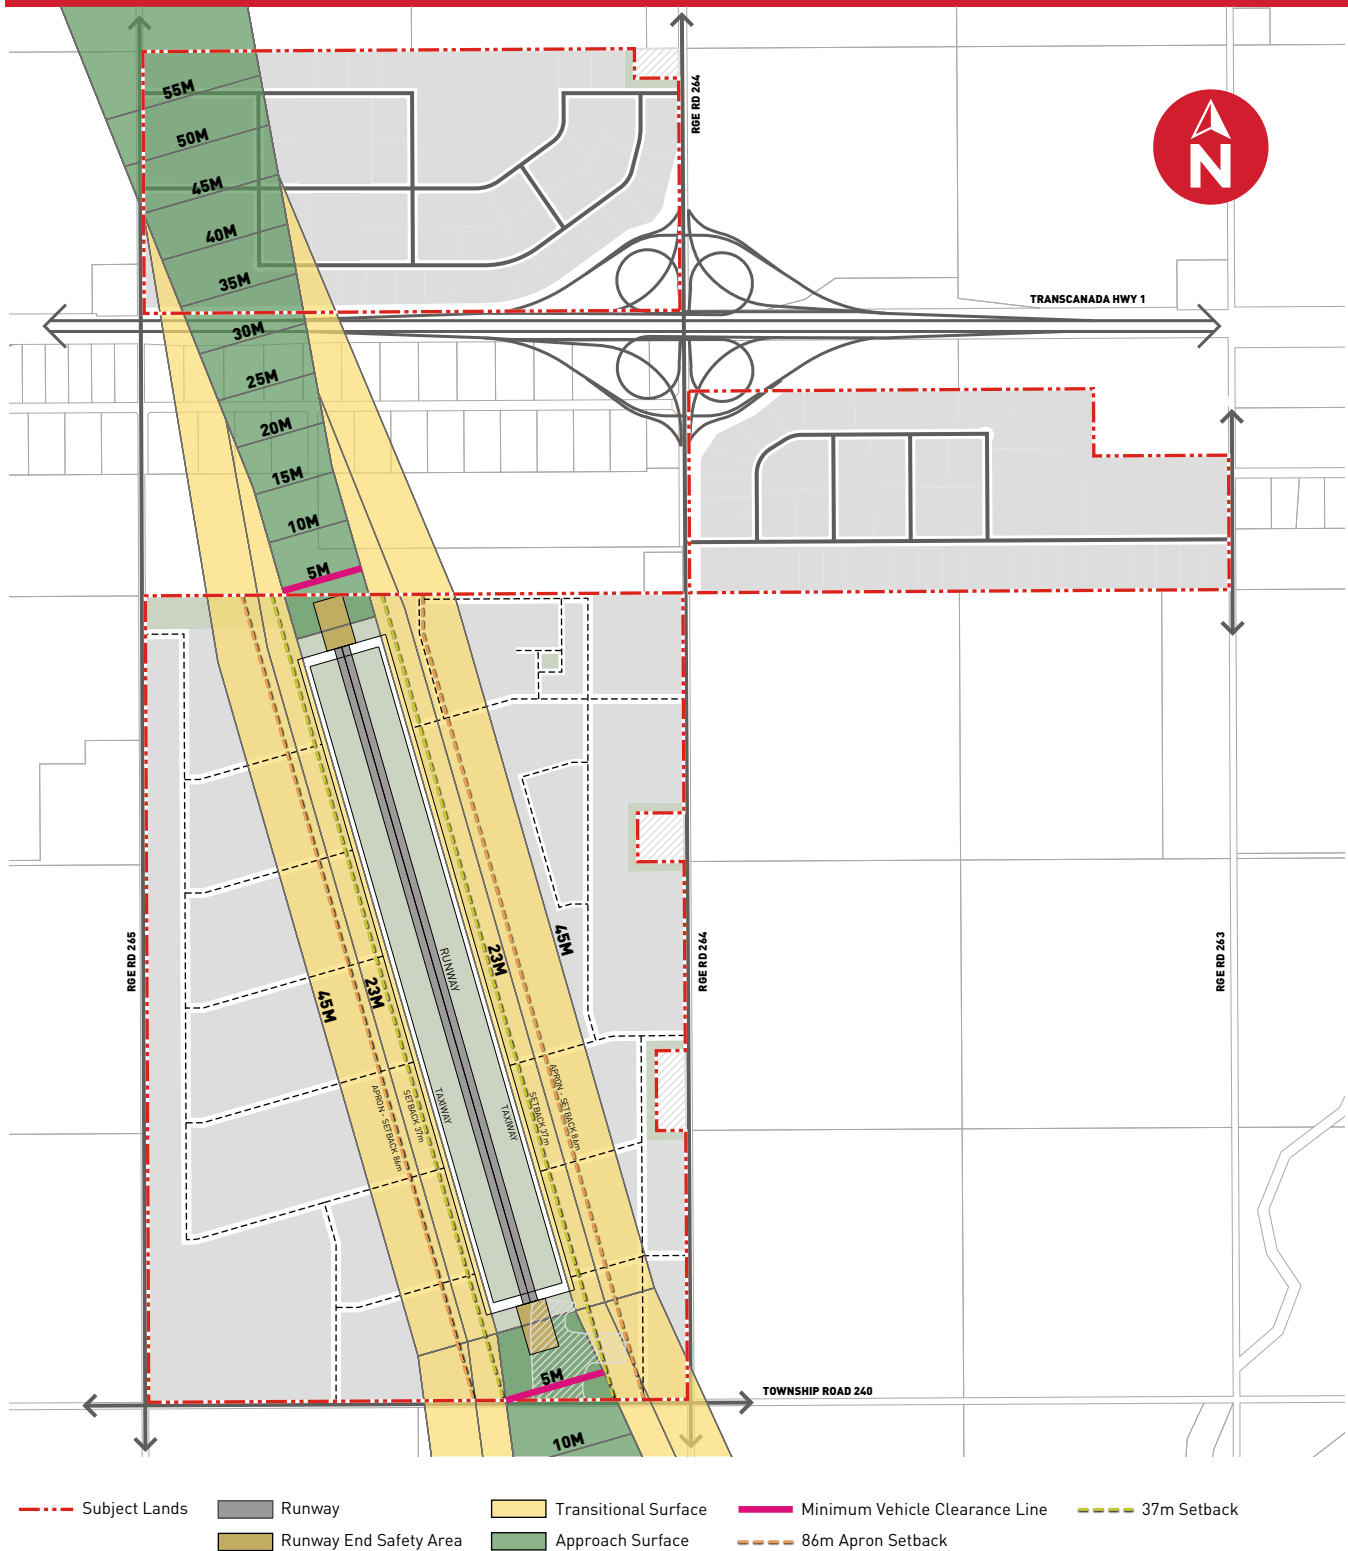 55M
50M
45M
40M
35M
30M
25M
20M
15M
10M
5M
RGE RD 264
N
TRANSCANADA HWY 1
RGE RD 265
45M
23M
RUNWAY
23M
45M
RGE RD 264
RGE RD 263
APRON - SETBACK 86m
SETBACK 37m
TAXIWAY
TAXIWAY
SETBACK 37m
APRON - SETBACK 86m
5M
TOWNSHIP ROAD 240
10M
Subject Lands
Runway
Transitional Surface
Minimum Vehicle Clearance Line
37m Setback
Runway End Safety Area
Approach Surface
86m Apron Setback